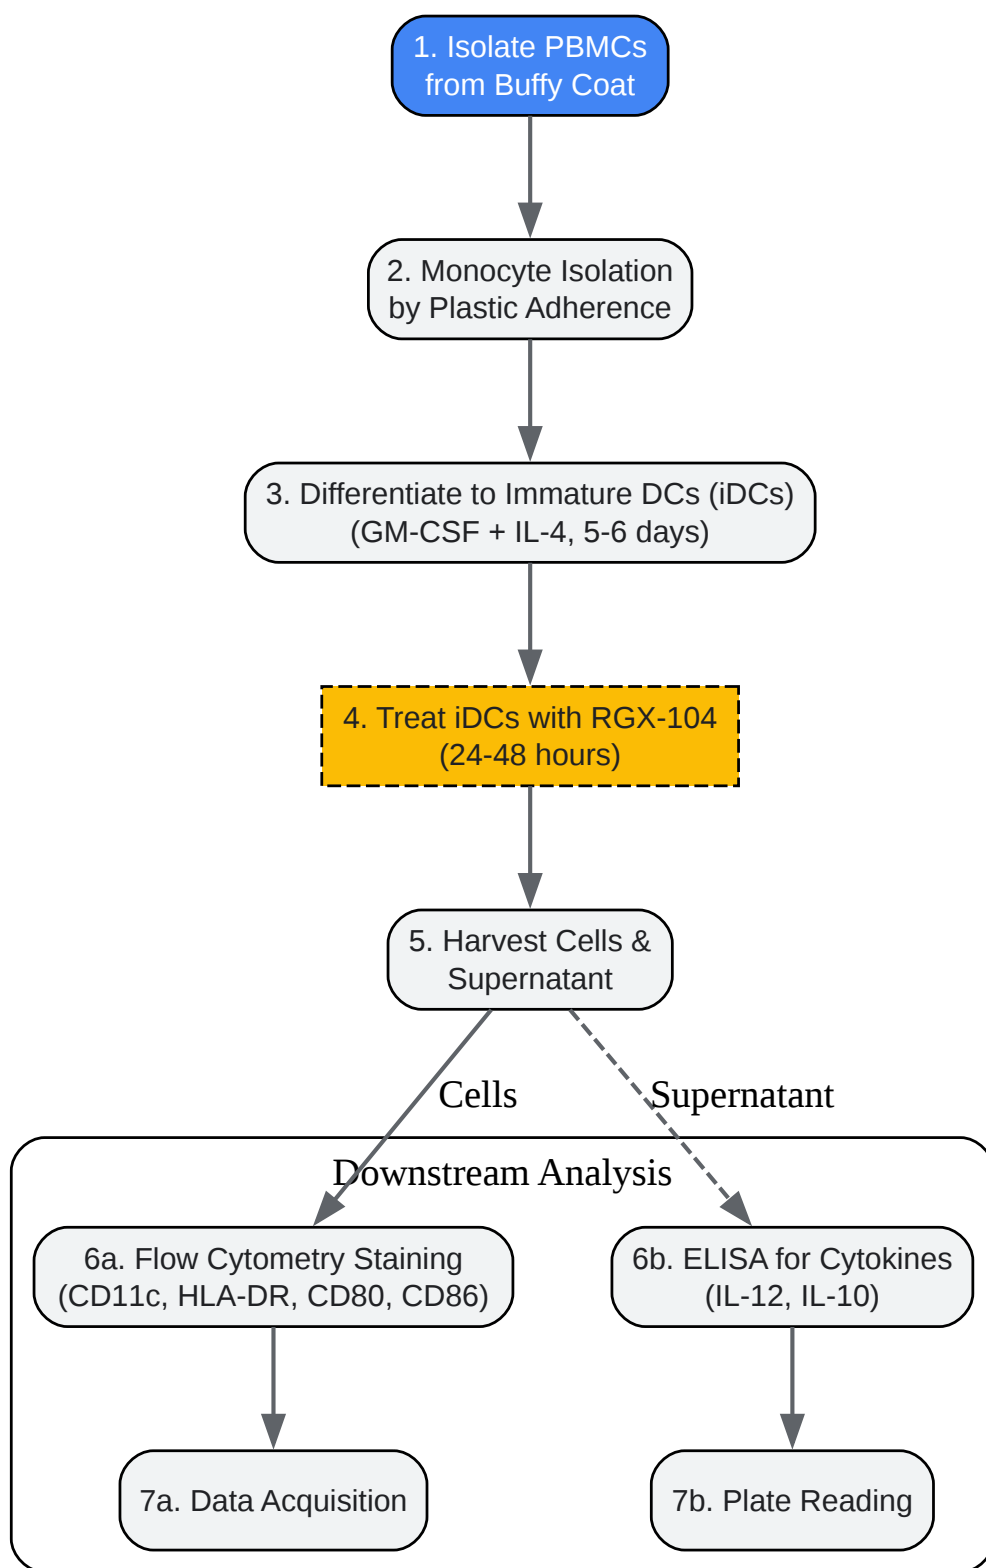 1. Isolate PBMCs
from Buffy Coat
2. Monocyte Isolation
by Plastic Adherence
3. Differentiate to Immature DCs (iDCs)
(GM-CSF + IL-4, 5-6 days)
4. Treat iDCs with RGX-104
(24-48 hours)
5. Harvest Cells &
Supernatant
Cells
Supernatant
Downstream Analysis
6a. Flow Cytometry Staining
(CD11c, HLA-DR, CD80, CD86)
6b. ELISA for Cytokines
(IL-12, IL-10)
7a. Data Acquisition
7b. Plate Reading